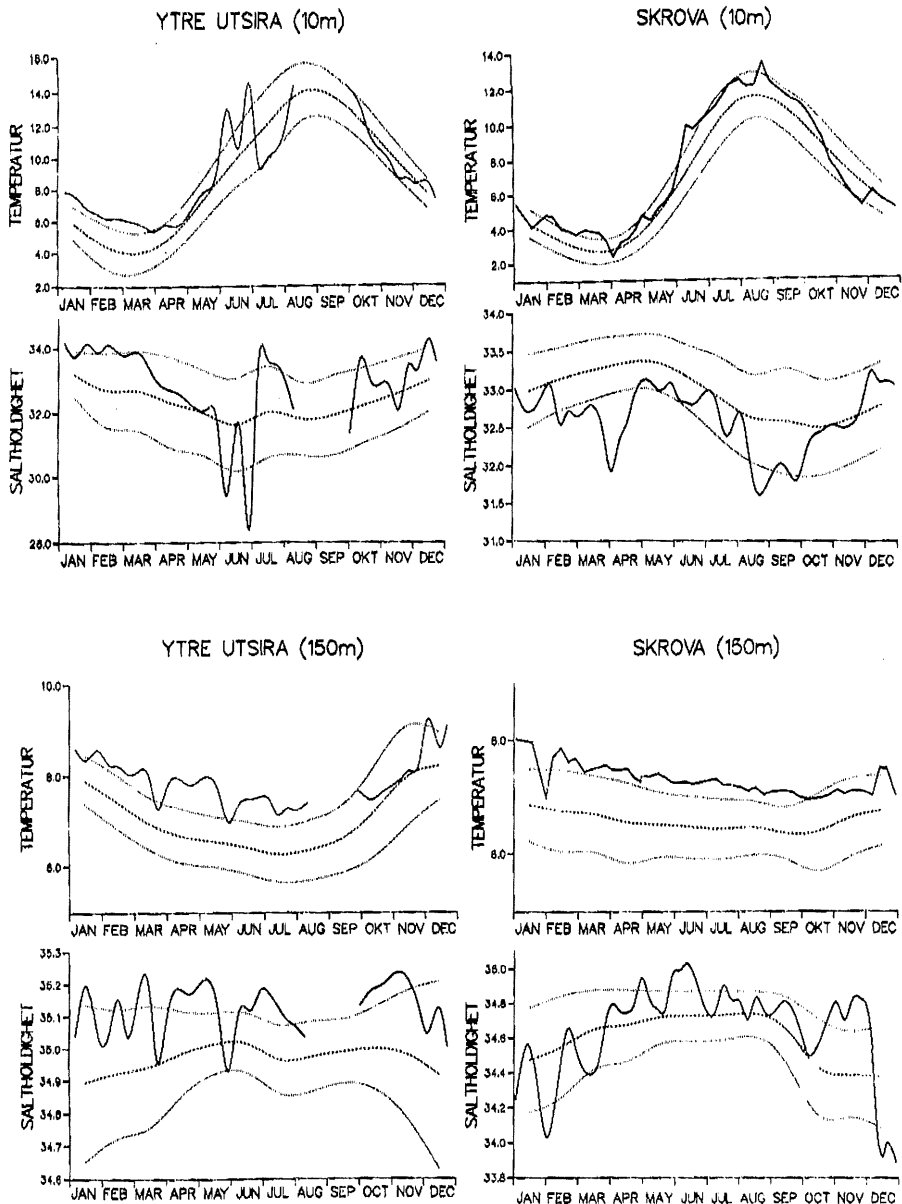 YTRE UTSIRA (10m)
TEMPERATUR
16.0
14.0
12.0
10.0
8.0
6.0
4.0
2.0
JAN FEB MAR APR MAY JUN JUL AUG SEP OKT NOV DEC
SALTHOLDIGHET
34.0
32.0
30.0
28.0
JAN FEB MAR APR MAY JUN JUL AUG SEP OKT NOV DEC
SKROVA (10m)
TEMPERATUR
14.0
12.0
10.0
8.0
6.0
4.0
2.0
JAN FEB MAR APR MAY JUN JUL AUG SEP OKT NOV DEC
SALTHOLDIGHET
34.0
33.5
33.0
32.5
32.0
31.5
31.0
JAN FEB MAR APR MAY JUN JUL AUG SEP OCT NOV DEC
YTRE UTSIRA (150m)
TEMPERATUR
10.0
8.0
6.0
JAN FEB MAR APR MAY JUN JUL AUG SEP OKT NOV DEC
SALTHOLDIGHET
35.3
35.2
35.1
35.0
34.9
34.8
34.7
34.6
JAN FEB MAR APR MAY JUN JUL AUG SEP OKT NOV DEC
SKROVA (150m)
TEMPERATUR
8.0
6.0
JAN FEB MAR APR MAY JUN JUL AUG SEP OKT NOV DEC
SALTHOLDIGHET
35.0
34.8
34.6
34.4
34.2
34.0
33.8
JAN FEB MAR APR MAY JUN JUL AUG SEP OKT NOV DEC